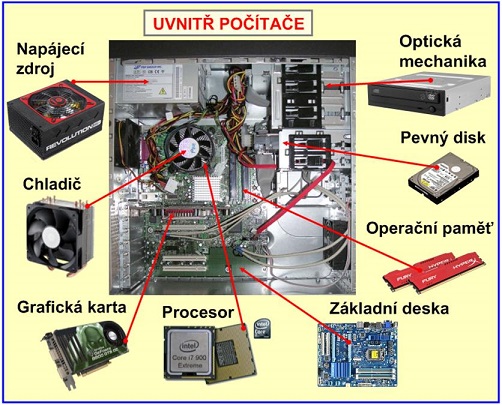 UVNITŘ POČÍTAČE
Napájecí
zdroj
Optická
mechanika
REVOLUTION
Pevný disk
Chladič
Operační paměť
FURY
HYPERX
FURY
HYPERX
Grafická karta
Procesor
Základní deska
intel
Core i7 900
Extreme